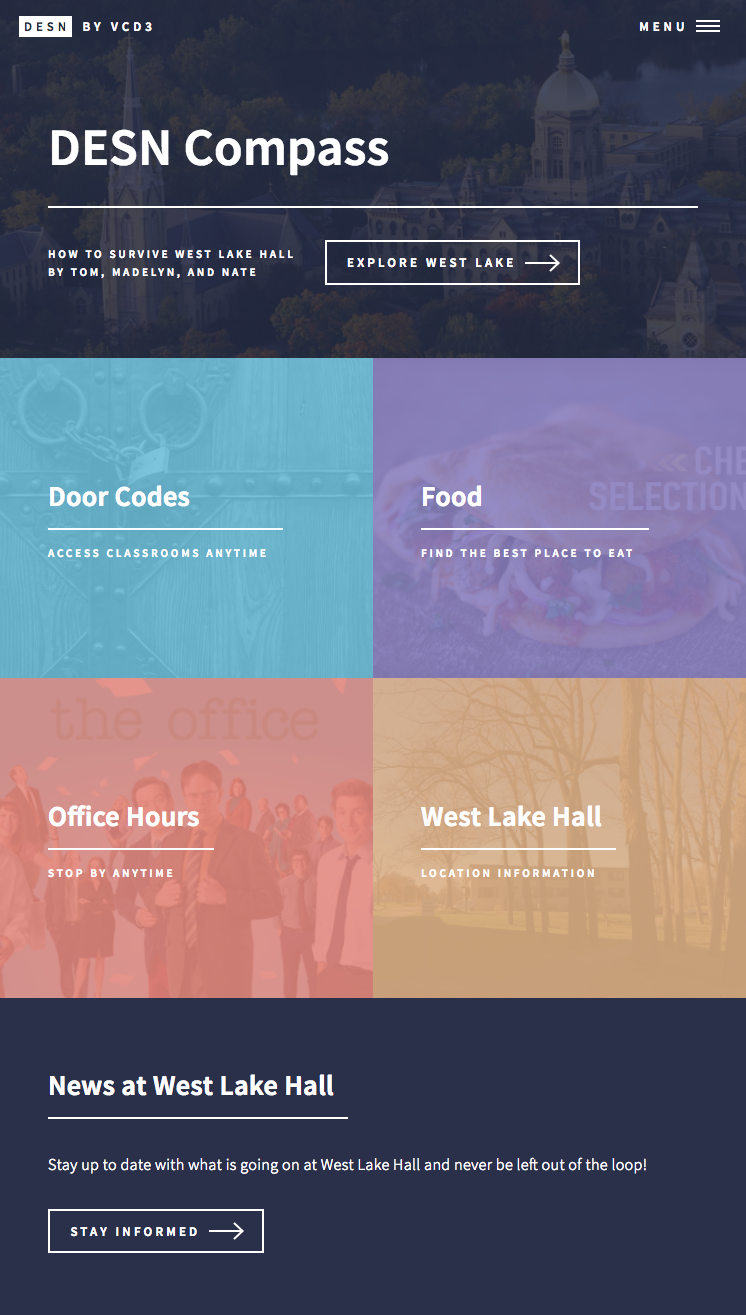 DESN BY VCD3
MENU
DESN Compass
HOW TO SURVIVE WEST LAKE HALL
BY TOM, MADELYN, AND NATE
EXPLORE WEST LAKE
Door Codes
ACCESS CLASSROOMS ANYTIME
CHE
SELECTION
Food
FIND THE BEST PLACE TO EAT
the office
Office Hours
STOP BY ANYTIME
West Lake Hall
LOCATION INFORMATION
News at West Lake Hall
Stay up to date with what is going on at West Lake Hall and never be left out of the loop!
STAY INFORMED